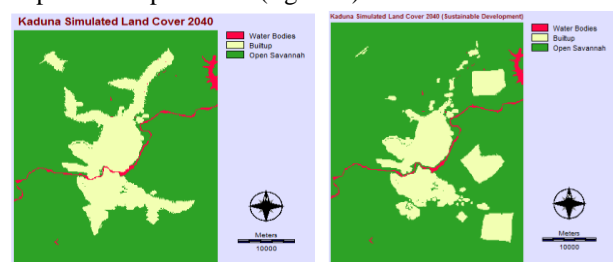 Kaduna Simulated Land Cover 2040
Water Bodies
Builtup
Open Savannah
Meters
10000
Kaduna Simulated Land Cover 2040 (Sustainable Development)
Water Bodies
Builtup
Open Savannah
Meters
10000